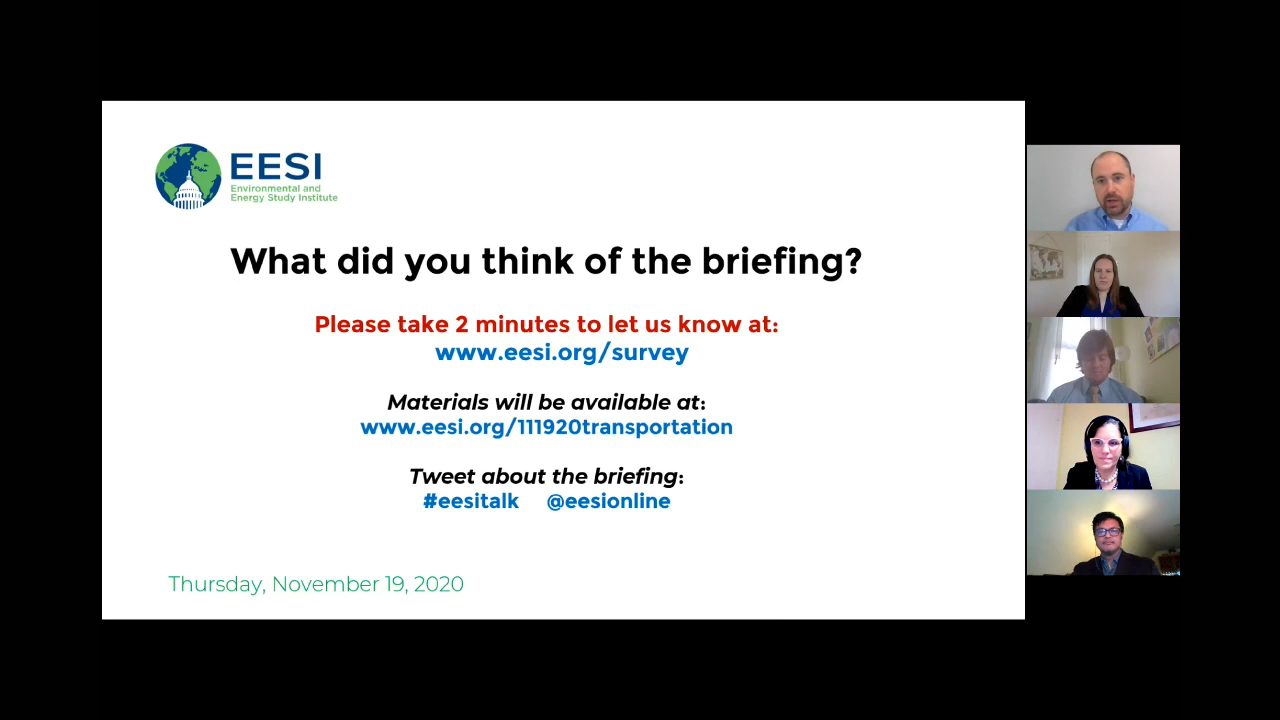 EESI
Environmental and
Energy Study Institute
What did you think of the briefing?
Please take 2 minutes to let us know at:
www.eesi.org/survey
Materials will be available at:
www.eesi.org/111920transportation
Tweet about the briefing:
#eesitalk @eesionline
Thursday, November 19, 2020